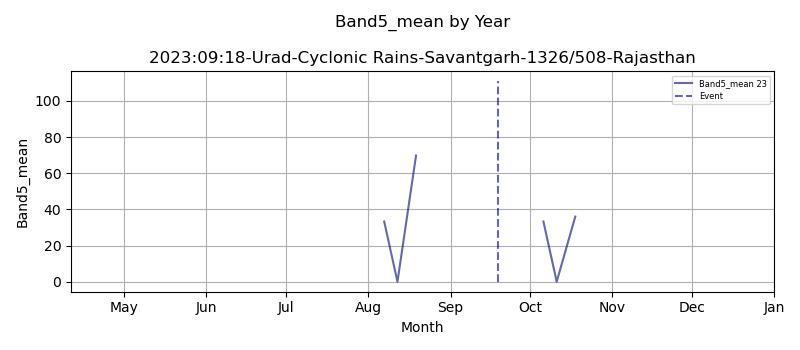 Band5_mean by Year
2023:09:18-Urad-Cyclonic Rains-Savantgarh-1326/508-Rajasthan
Band5_mean 23
Event
100
80
60
40
20
0
Band5_mean
May Jun Jul Aug Sep Oct Nov Dec Jan
Month